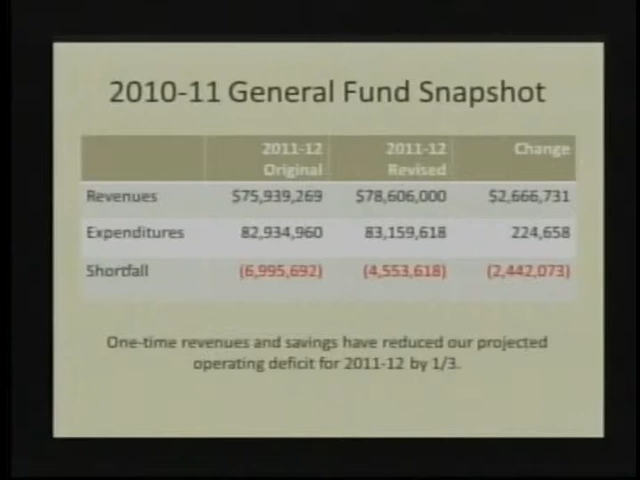 2010-11 General Fund Snapshot
2011-12 Original 2011-12 Revised Change
Revenues $75,939,269 $78,606,000 $2,666,731
Expenditures 82,934,960 83,159,618 224,658
Shortfall (6,995,692) (4,553,618) (2,442,073)
One-time revenues and savings have reduced our projected
operating deficit for 2011-12 by 1/3.